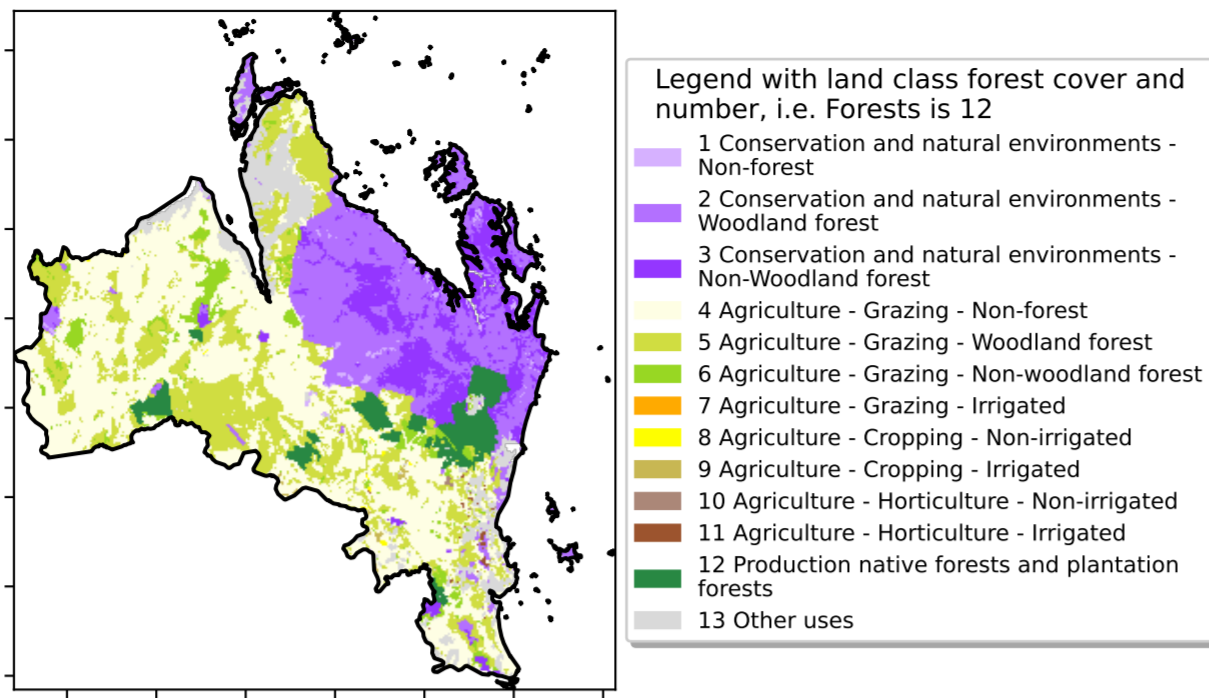 Legend with land class forest cover and
number, i.e. Forests is 12
1 Conservation and natural environments -
Non-forest
2 Conservation and natural environments -
Woodland forest
3 Conservation and natural environments -
Non-Woodland forest
4 Agriculture - Grazing - Non-forest
5 Agriculture - Grazing - Woodland forest
6 Agriculture - Grazing - Non-woodland forest
7 Agriculture - Grazing - Irrigated
8 Agriculture - Cropping - Non-irrigated
9 Agriculture - Cropping - Irrigated
10 Agriculture - Horticulture - Non-irrigated
11 Agriculture - Horticulture - Irrigated
12 Production native forests and plantation
forests
13 Other uses